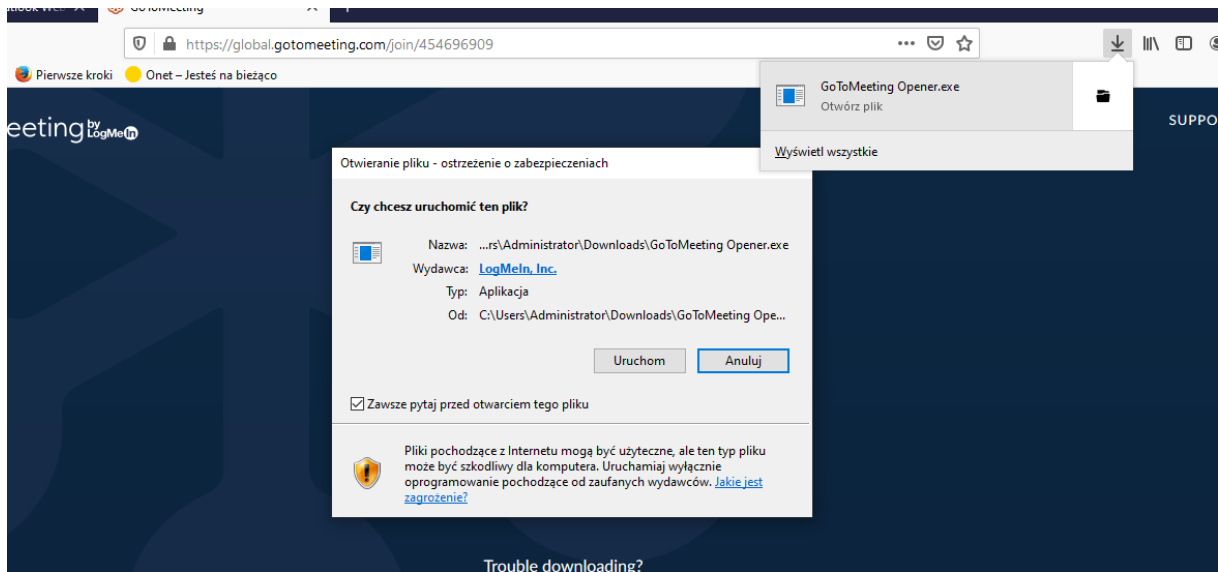 GoToMeeting
https://global.gotomeeting.com/join/454696909
Pierwsze kroki
Onet – Jesteś na bieżąco
GoToMeeting Opener.exe
Otwórz plik
Wyświetl wszystkie
eeting by LogMeIn
SUPPO
Otwieranie pliku - ostrzeżenie o zabezpieczeniach
Czy chcesz uruchomić ten plik?
Nazwa: ...rs\Administrator\Downloads\GoToMeeting Opener.exe
Wydawca: LogMeIn, Inc.
Typ: Aplikacja
Od: C:\Users\Administrator\Downloads\GoToMeeting Ope...
Uruchom Anuluj
Zawsze pytaj przed otwarciem tego pliku
Pliki pochodzące z Internetu mogą być użyteczne, ale ten typ pliku
może być szkodliwy dla komputera. Uruchamiaj wyłącznie
oprogramowanie pochodzące od zaufanych wydawców. Jakie jest
zagrożenie?
Trouble downloading?